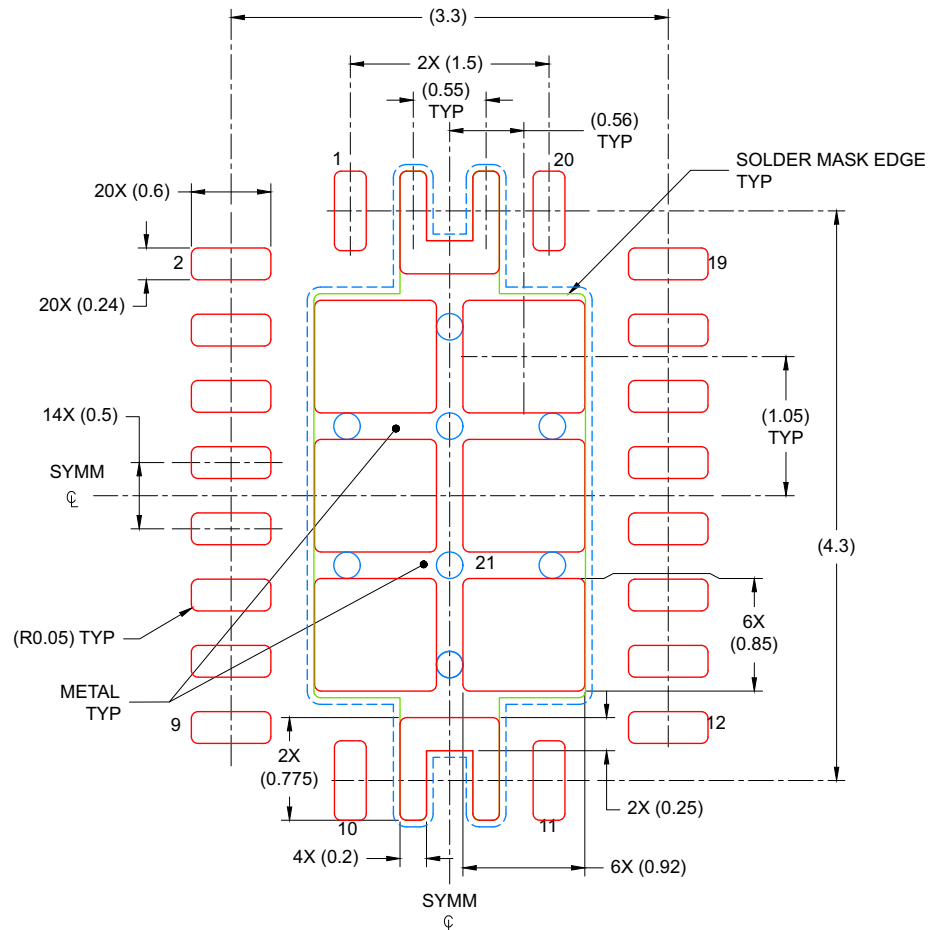 (3.3)
2X (1.5)
(0.55)
TYP
(0.56)
TYP
1
20
SOLDER MASK EDGE
TYP
20X (0.6)
2
19
20X (0.24)
14X (0.5)
(1.05)
TYP
SYMM
℄
(4.3)
21
(R0.05) TYP
6X
(0.85)
METAL
TYP
9
12
2X
(0.775)
2X (0.25)
10
11
4X (0.2)
6X (0.92)
SYMM
℄